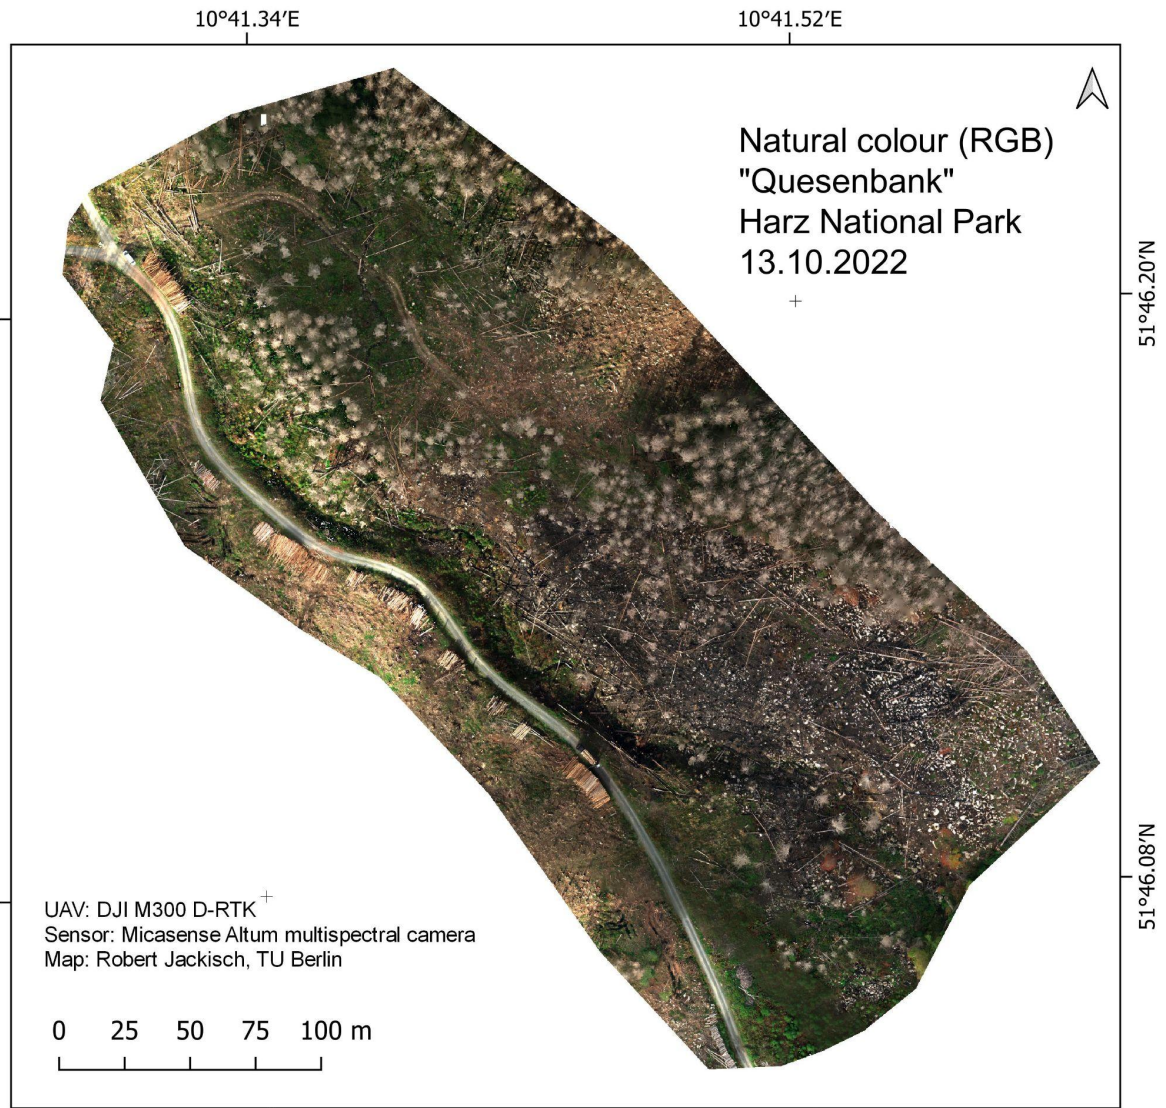 10°41.34′E
10°41.52′E
Natural colour (RGB)
"Quesenbank"
Harz National Park
13.10.2022
51°46.20′N
51°46.08′N
UAV: DJI M300 D-RTK
Sensor: Micasense Altum multispectral camera
Map: Robert Jackisch, TU Berlin
0 25 50 75 100 m